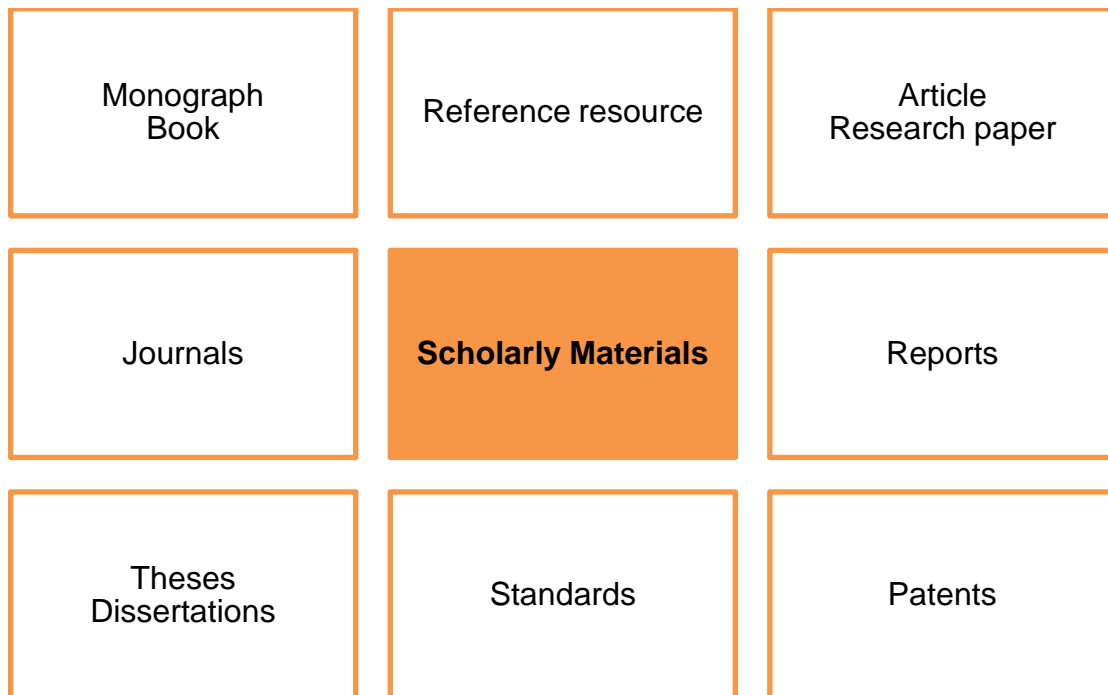 Monograph
Book
Reference resource
Article
Research paper
Journals
Scholarly Materials
Reports
Theses
Dissertations
Standards
Patents